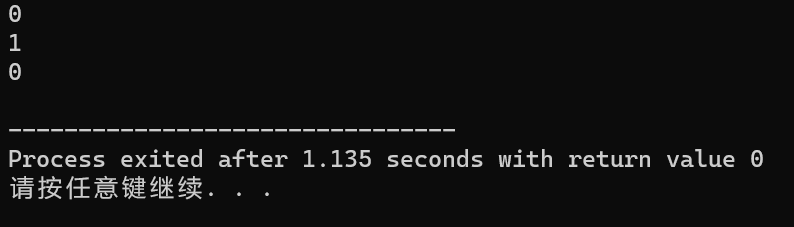 0
1
0
--------------------------------
Process exited after 1.135 seconds with return value 0
请按任意键继续. . .